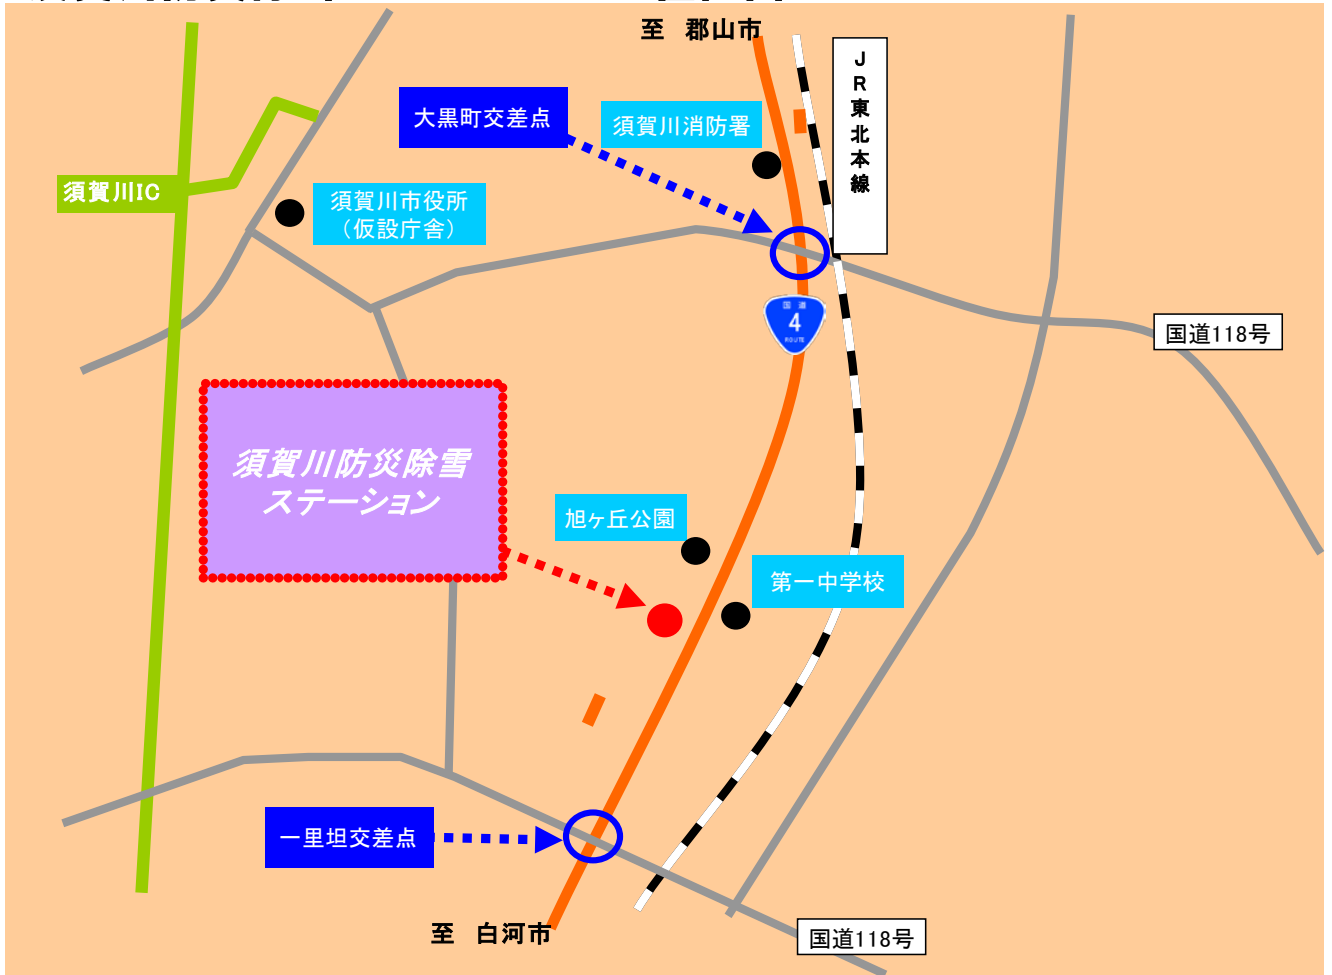 至 郡山市
JR東北本線
大黒町交差点
須賀川消防署
須賀川IC
須賀川市役所
(仮設庁舎)
国道
4
ROUTE
国道118号
須賀川防災除雪
ステーション
旭ヶ丘公園
第一中学校
一里坦交差点
至 白河市
国道118号